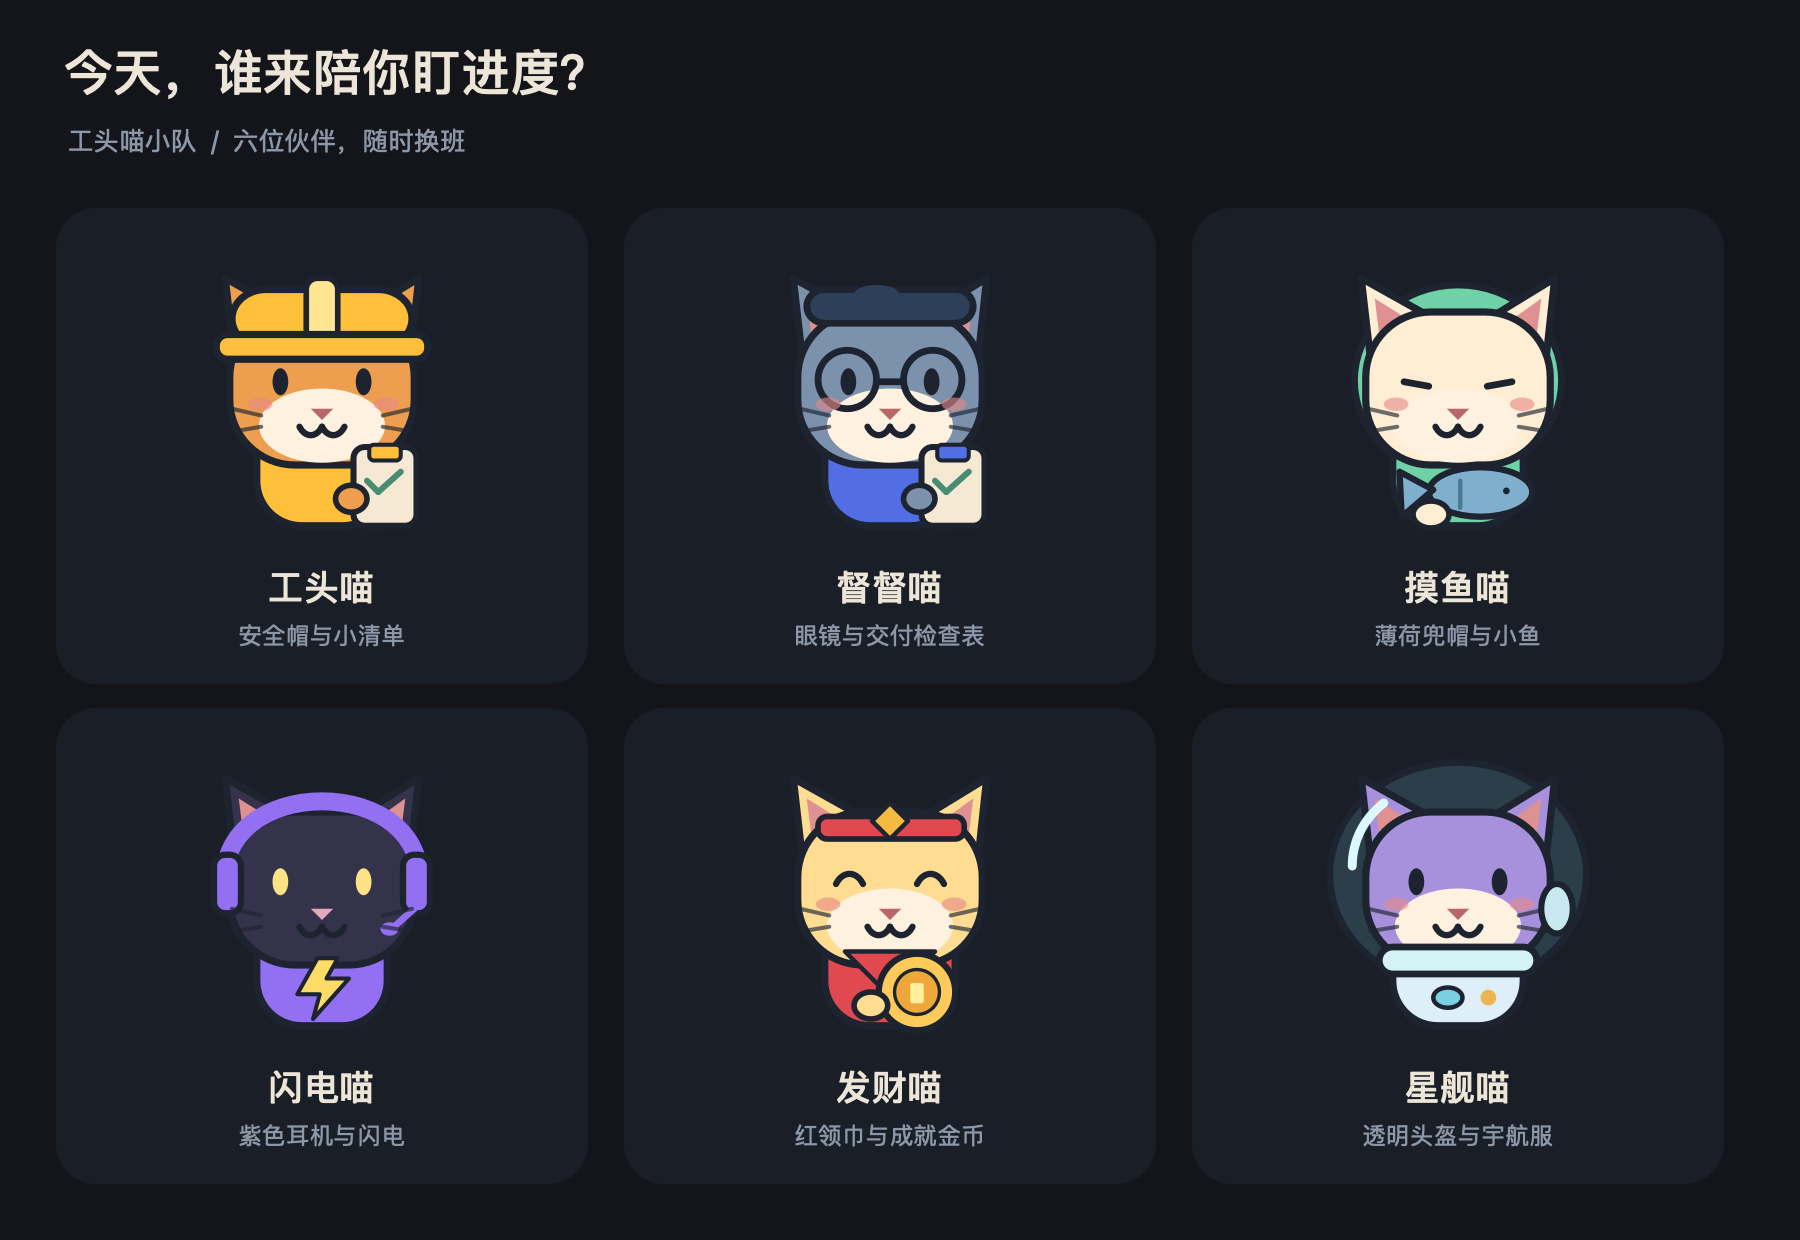 今天，谁来陪你盯进度?
工头喵小队 / 六位伙伴，随时换班
工头喵
安全帽与小清单
督督喵
眼镜与交付检查表
摸鱼喵
薄荷兜帽与小鱼
闪电喵
紫色耳机与闪电
发财喵
红领巾与成就金币
星舰喵
透明头盔与宇航服